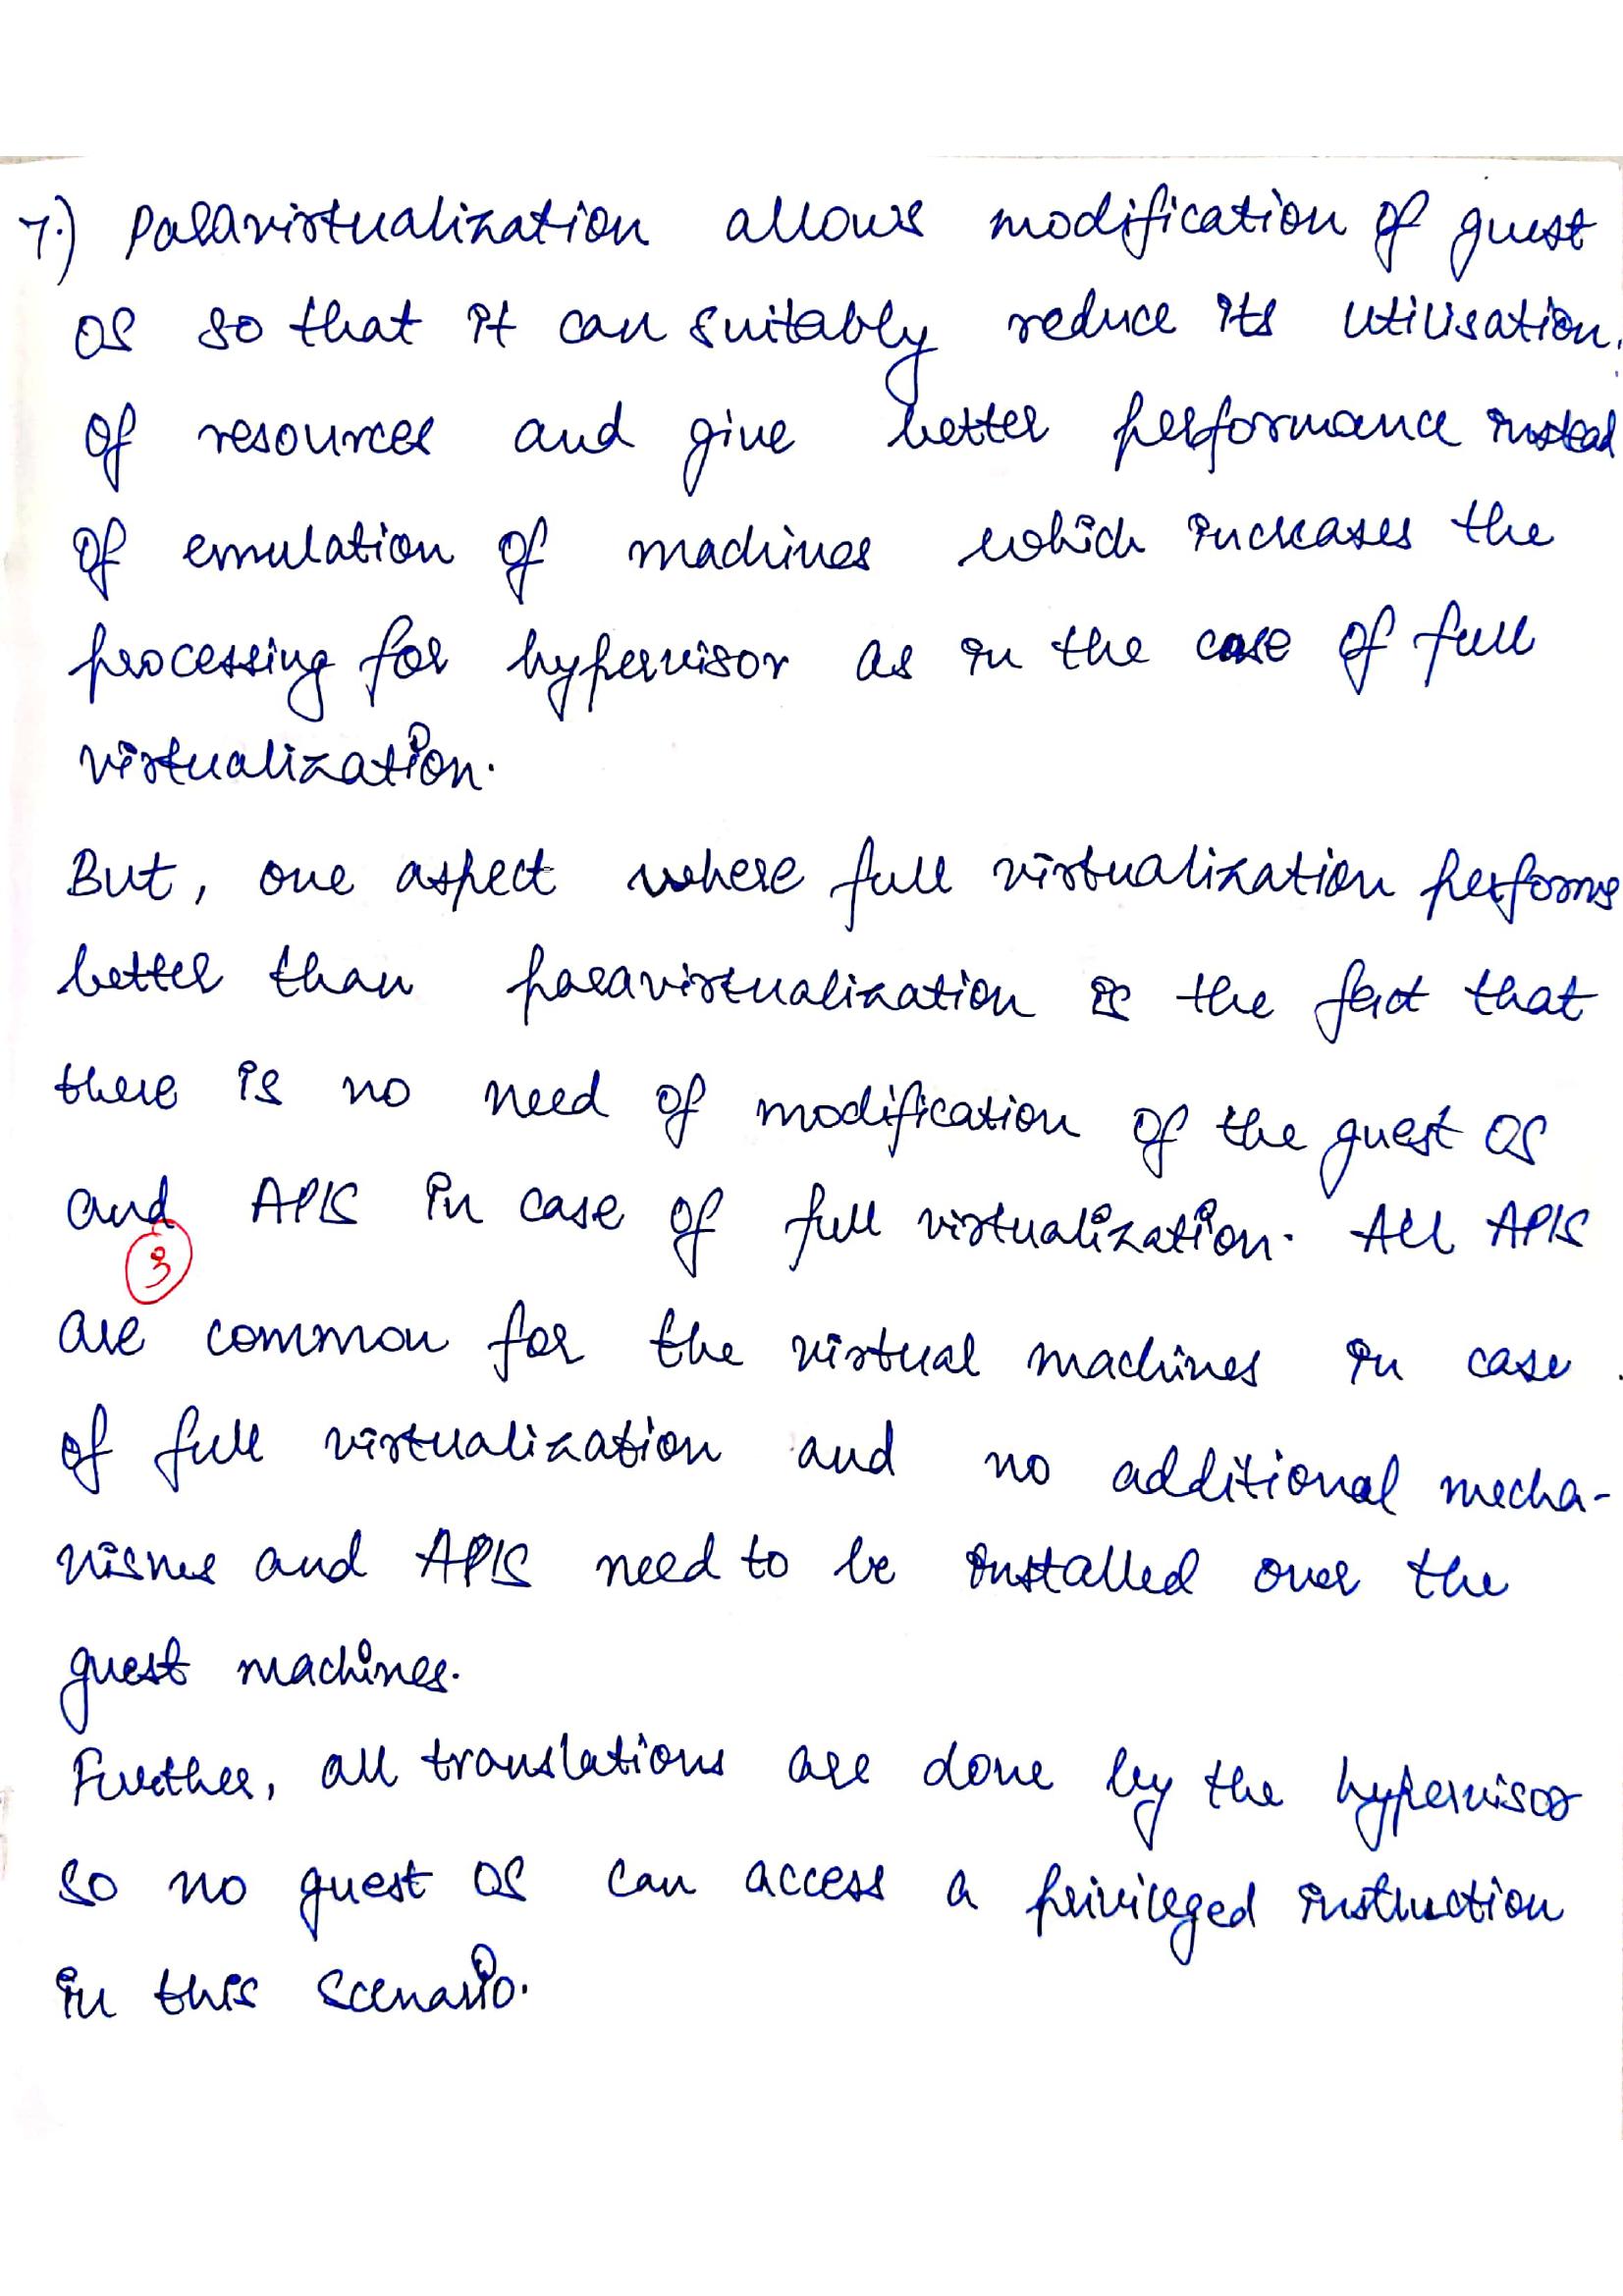 7.) Paravirtualization allows modification of guest
OS so that it can suitably reduce its utilisation
of resources and give better performance instead
of emulation of machines which increases the
processing for hypervisor as in the case of full
virtualization.
But, one aspect where full virtualization performs
better than paravirtualization is the fact that
there is no need of modification of the guest OS
and APIs in case of full virtualization. All APIs
3
are common for the virtual machines in case
of full virtualization and no additional mecha-
nisms and APIs need to be installed over the
guest machines.
Further, all translations are done by the hypervisor
so no guest OS can access a privileged instruction
in this scenario.